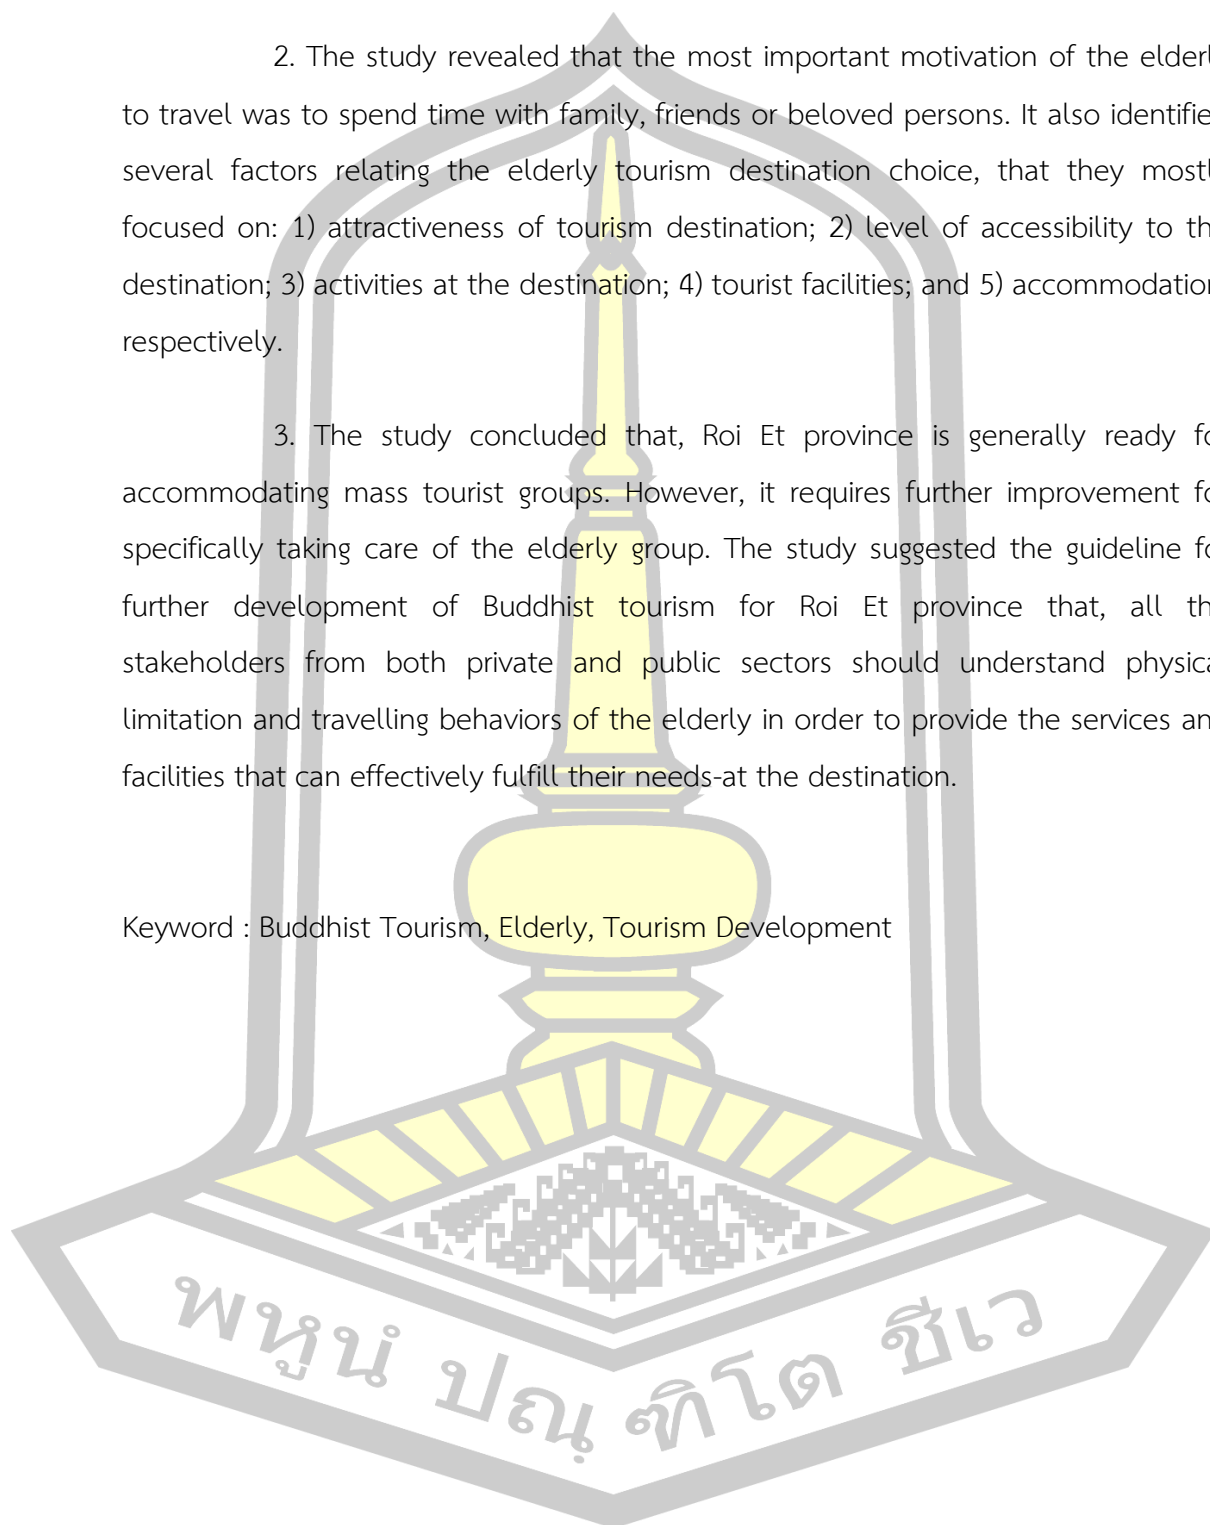 2. The study revealed that the most important motivation of the elderl
to travel was to spend time with family, friends or beloved persons. It also identifie
several factors relating the elderly tourism destination choice, that they mostl
focused on: 1) attractiveness of tourism destination; 2) level of accessibility to th
destination; 3) activities at the destination; 4) tourist facilities; and 5) accommodation
respectively.
3. The study concluded that, Roi Et province is generally ready fo
accommodating mass tourist groups. However, it requires further improvement fo
specifically taking care of the elderly group. The study suggested the guideline fo
further development of Buddhist tourism for Roi Et province that, all th
stakeholders from both private and public sectors should understand physica
limitation and travelling behaviors of the elderly in order to provide the services an
facilities that can effectively fulfill their needs-at the destination.
Keyword : Buddhist Tourism, Elderly, Tourism Development
พหูนํ ปณฺ ฑิโต ชีเว